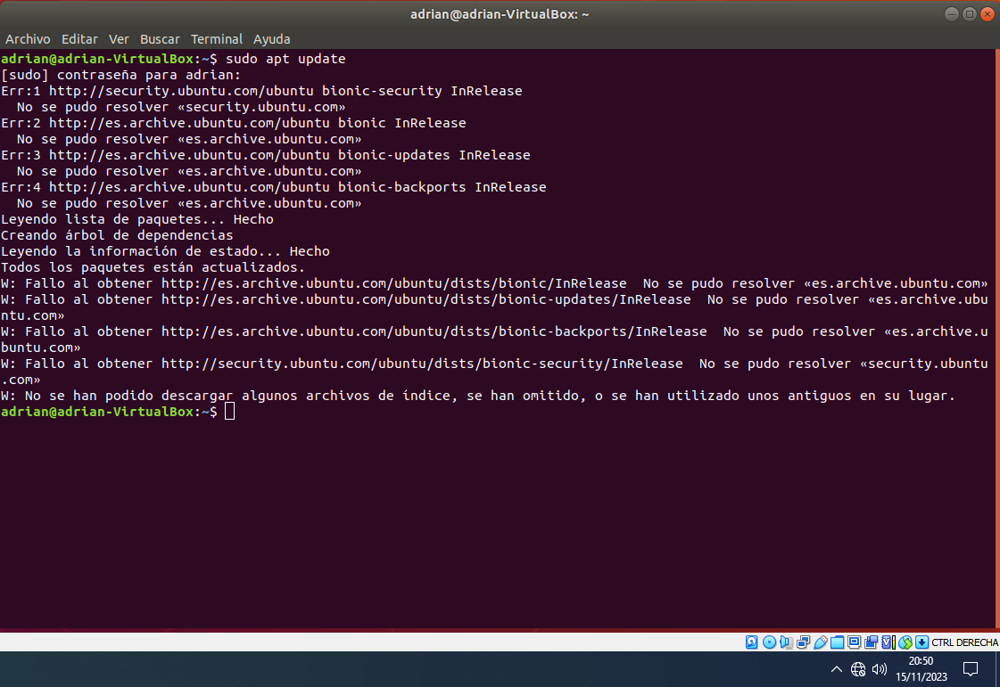 adrian@adrian-VirtualBox: ~
Archivo Editar Ver Buscar Terminal Ayuda
adrian@adrian-VirtualBox:~$ sudo apt update
[sudo] contraseña para adrian:
Err:1 http://security.ubuntu.com/ubuntu bionic-security InRelease
  No se pudo resolver «security.ubuntu.com»
Err:2 http://es.archive.ubuntu.com/ubuntu bionic InRelease
  No se pudo resolver «es.archive.ubuntu.com»
Err:3 http://es.archive.ubuntu.com/ubuntu bionic-updates InRelease
  No se pudo resolver «es.archive.ubuntu.com»
Err:4 http://es.archive.ubuntu.com/ubuntu bionic-backports InRelease
  No se pudo resolver «es.archive.ubuntu.com»
Leyendo lista de paquetes... Hecho
Creando árbol de dependencias
Leyendo la información de estado... Hecho
Todos los paquetes están actualizados.
W: Fallo al obtener http://es.archive.ubuntu.com/ubuntu/dists/bionic/InRelease  No se pudo resolver «es.archive.ubuntu.com»
W: Fallo al obtener http://es.archive.ubuntu.com/ubuntu/dists/bionic-updates/InRelease  No se pudo resolver «es.archive.ubu
ntu.com»
W: Fallo al obtener http://es.archive.ubuntu.com/ubuntu/dists/bionic-backports/InRelease  No se pudo resolver «es.archive.u
buntu.com»
W: Fallo al obtener http://security.ubuntu.com/ubuntu/dists/bionic-security/InRelease  No se pudo resolver «security.ubuntu
.com»
W: No se han podido descargar algunos archivos de índice, se han omitido, o se han utilizado unos antiguos en su lugar.
adrian@adrian-VirtualBox:~$
CTRL DERECHA
20:50
15/11/2023